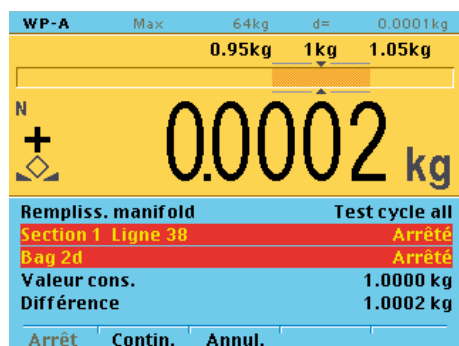 WP-A Max 64kg d= 0.0001kg
0.95kg 1kg 1.05kg
N
+ 0.0002 kg
Rempliss. manifold Test cycle all
Section 1 Ligne 38 Arrêté
Bag 2d Arrêté
Valeur cons. 1.0000 kg
Différence 1.0002 kg
Arrêt Contin. Annul.